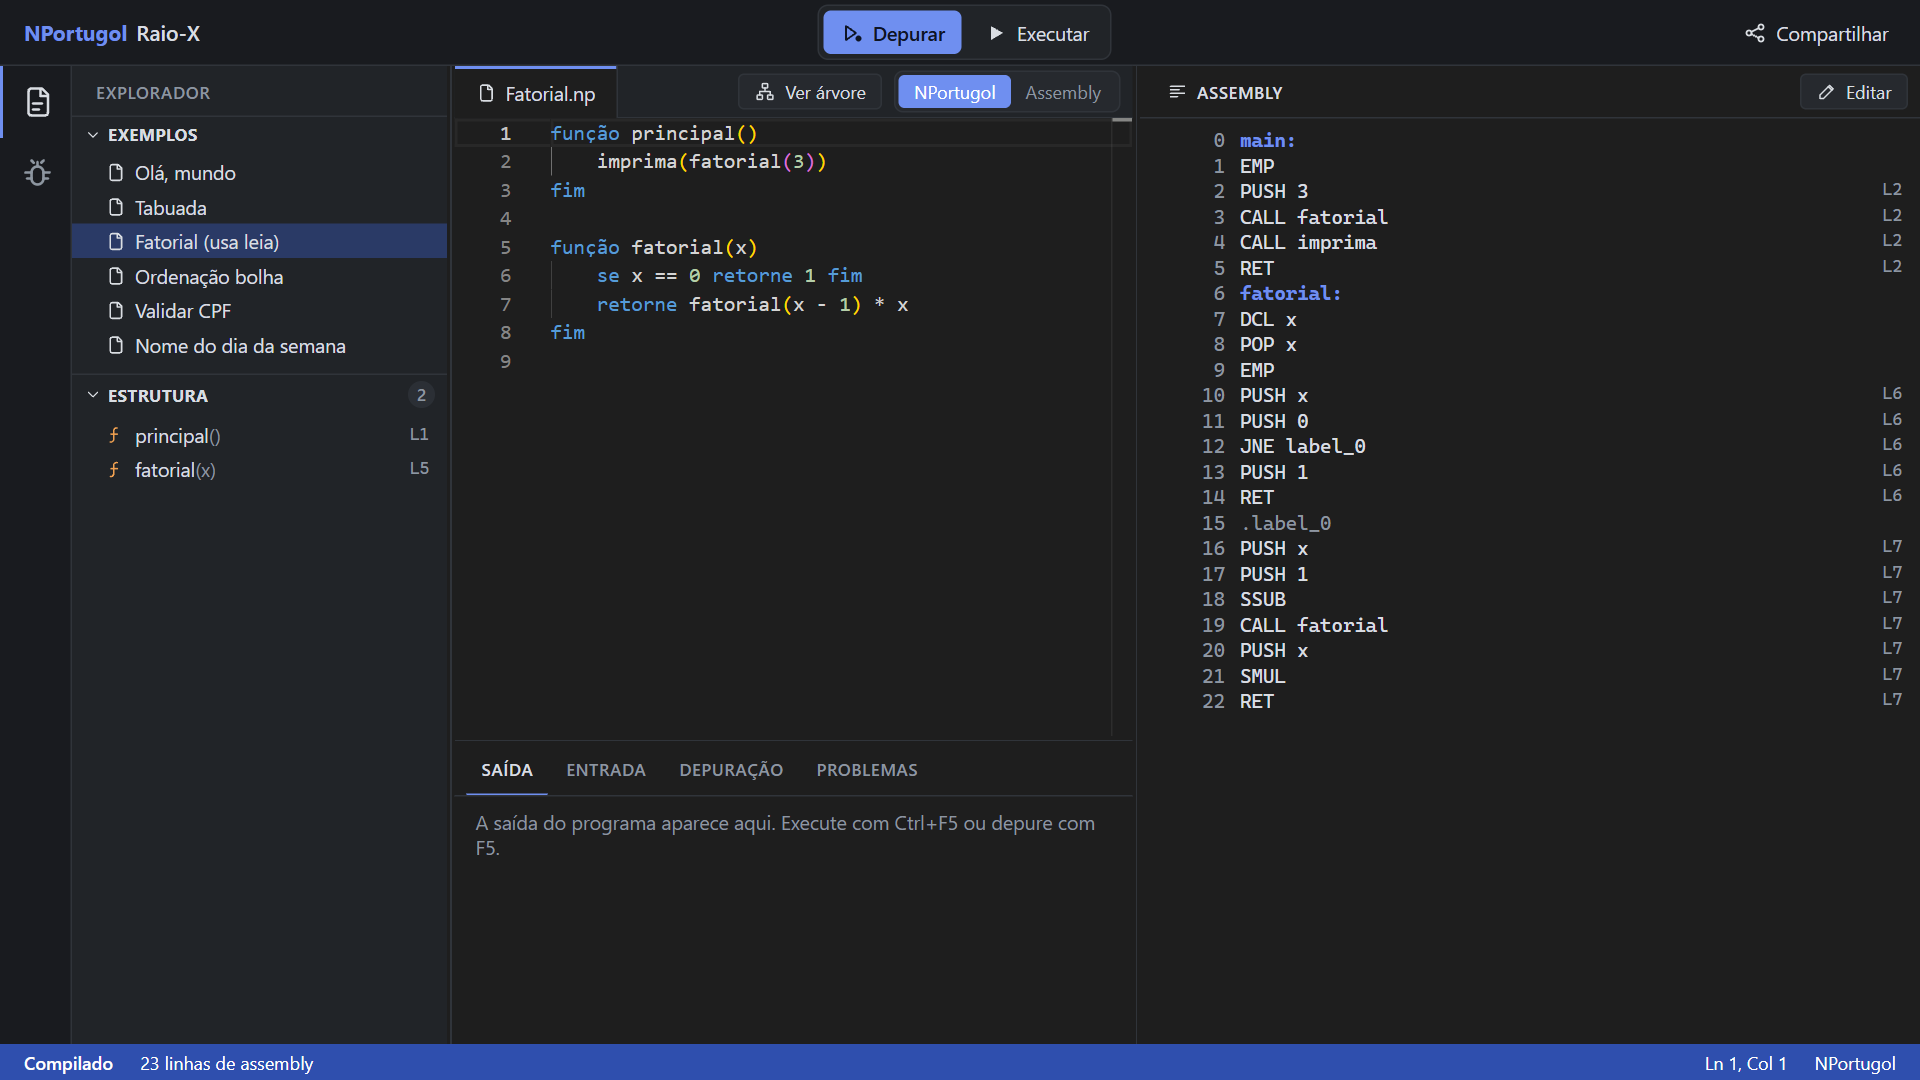 NPortugol Raio-X
Depurar
Executar
Compartilhar
EXPLORADOR
EXEMPLOS
Olá, mundo
Tabuada
Fatorial (usa leia)
Ordenação bolha
Validar CPF
Nome do dia da semana
ESTRUTURA 2
principal() L1
fatorial(x) L5
Fatorial.np
Ver árvore
NPortugol
Assembly
1 função principal()
2 imprima(fatorial(3))
3 fim
4
5 função fatorial(x)
6 se x == 0 retorne 1 fim
7 retorne fatorial(x - 1) * x
8 fim
9
SAÍDA
ENTRADA
DEPURAÇÃO
PROBLEMAS
A saída do programa aparece aqui. Execute com Ctrl+F5 ou depure com
F5.
ASSEMBLY
Editar
0 main:
1 EMP
2 PUSH 3 L2
3 CALL fatorial L2
4 CALL imprima L2
5 RET L2
6 fatorial:
7 DCL x
8 POP x
9 EMP
10 PUSH x L6
11 PUSH 0 L6
12 JNE label_0 L6
13 PUSH 1 L6
14 RET L6
15 .label_0
16 PUSH x L7
17 PUSH 1 L7
18 SSUB L7
19 CALL fatorial L7
20 PUSH x L7
21 SMUL L7
22 RET L7
Compilado
23 linhas de assembly
Ln 1, Col 1
NPortugol